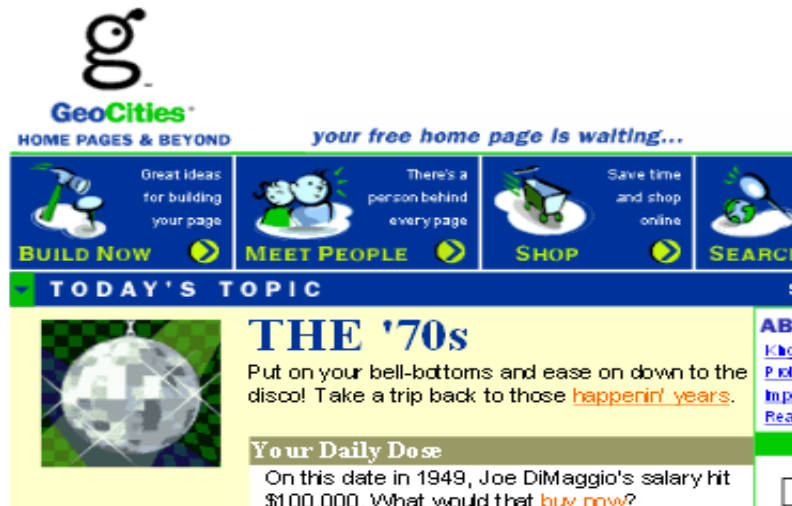 GeoCities
HOME PAGES & BEYOND
your free home page is waiting...
Great ideas
for building
your page
BUILD NOW
There's a
person behind
every page
MEET PEOPLE
Save time
and shop
online
SHOP
SEARCH
TODAY'S TOPIC
THE '70s
Put on your bell-bottoms and ease on down to the
disco! Take a trip back to those happenin' years.
Your Daily Dose
On this date in 1949, Joe DiMaggio's salary hit
$100,000. What would that buy now?
AB